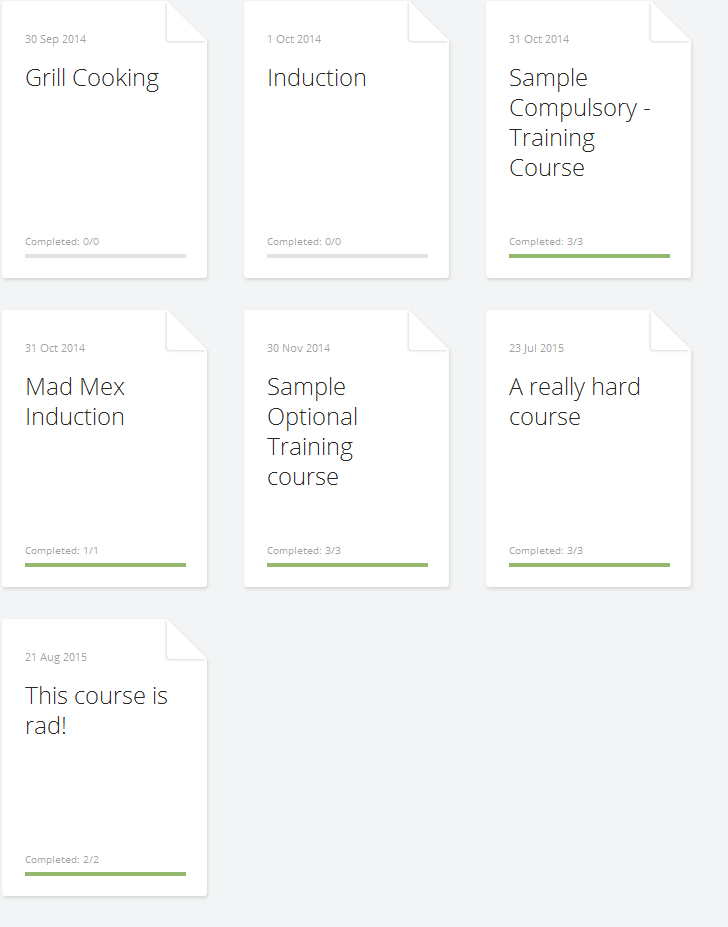 30 Sep 2014
Grill Cooking
Completed: 0/0
1 Oct 2014
Induction
Completed: 0/0
31 Oct 2014
Sample
Compulsory -
Training
Course
Completed: 3/3
31 Oct 2014
Mad Mex
Induction
Completed: 1/1
30 Nov 2014
Sample
Optional
Training
course
Completed: 3/3
23 Jul 2015
A really hard
course
Completed: 3/3
21 Aug 2015
This course is
rad!
Completed: 2/2